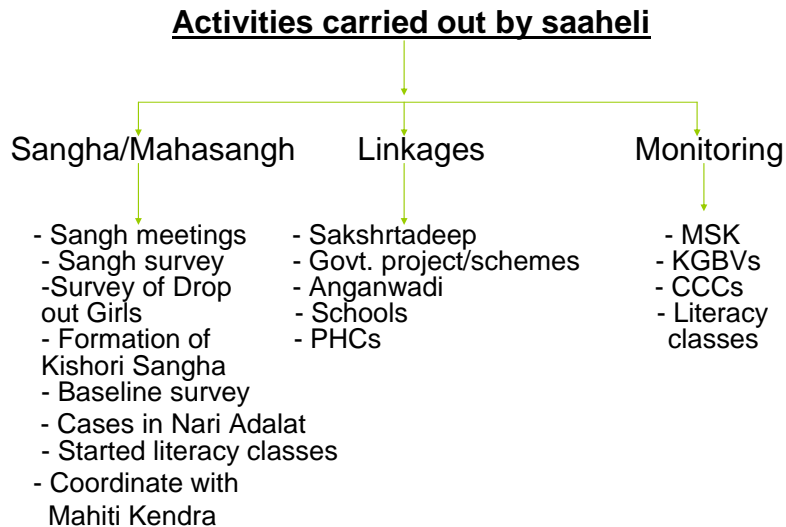 Activities carried out by saaheli
Sangha/Mahasangh
- Sangh meetings
- Sangh survey
-Survey of Drop
out Girls
- Formation of
Kishori Sangha
- Baseline survey
- Cases in Nari Adalat
- Started literacy classes
- Coordinate with
Mahiti Kendra
Linkages
- Sakshrtadeep
- Govt. project/schemes
- Anganwadi
- Schools
- PHCs
Monitoring
- MSK
- KGBVs
- CCCs
- Literacy
classes